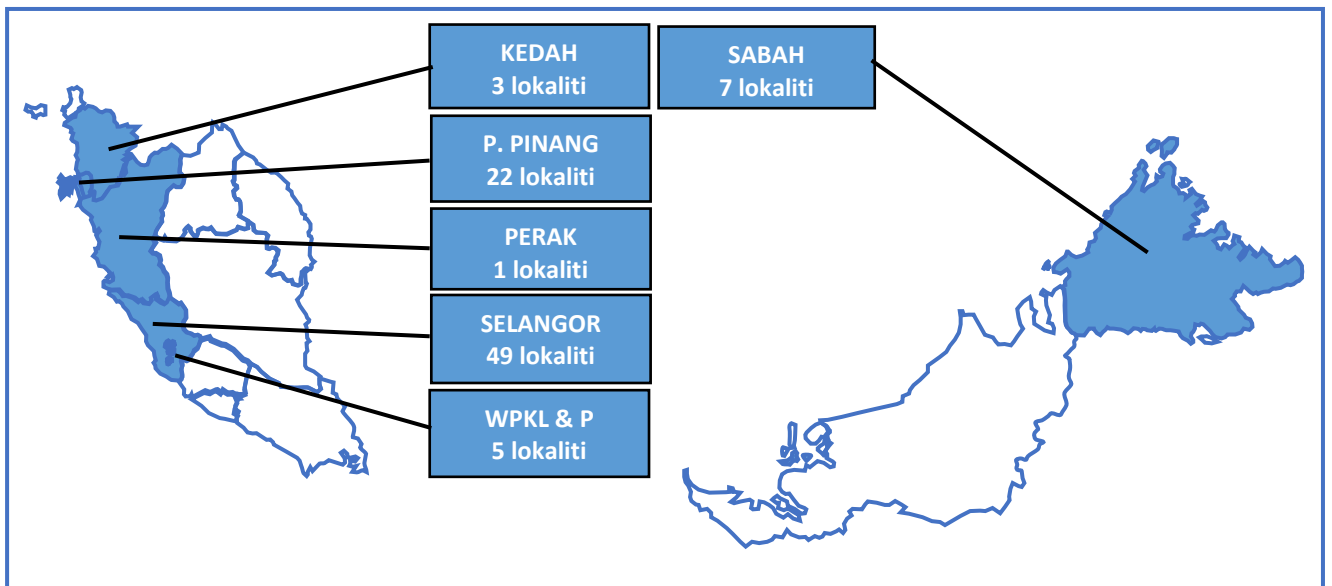 KEDAH
3 lokaliti
SABAH
7 lokaliti
P. PINANG
22 lokaliti
PERAK
1 lokaliti
SELANGOR
49 lokaliti
WPKL & P
5 lokaliti